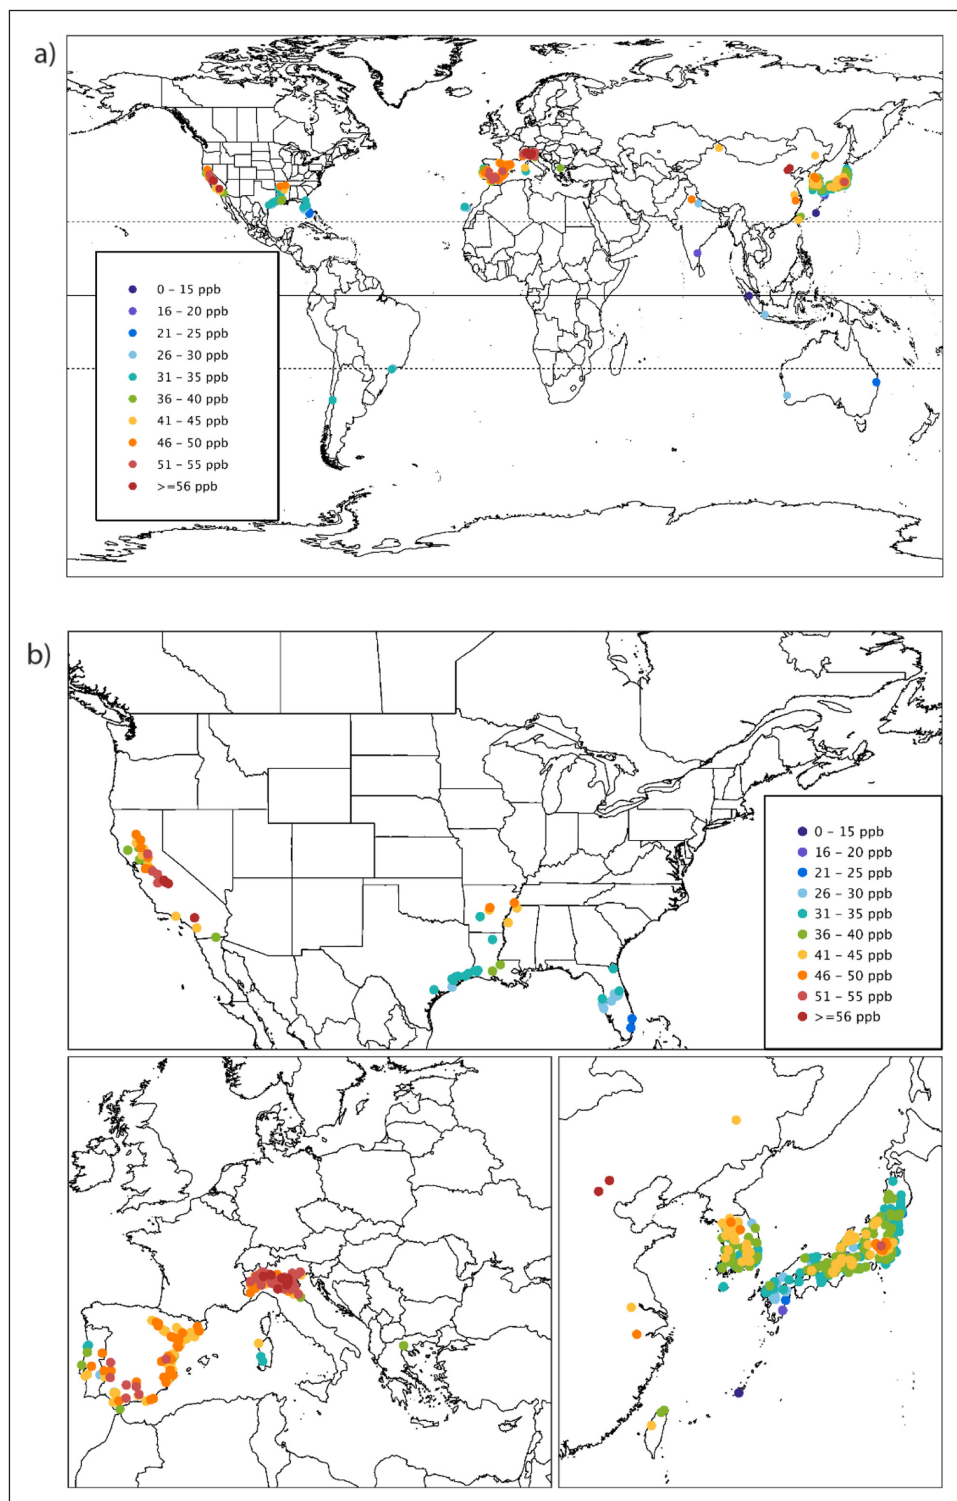 a)
0 – 15 ppb
16 – 20 ppb
21 – 25 ppb
26 – 30 ppb
31 – 35 ppb
36 – 40 ppb
41 – 45 ppb
46 – 50 ppb
51 – 55 ppb
>=56 ppb
b)
0 – 15 ppb
16 – 20 ppb
21 – 25 ppb
26 – 30 ppb
31 – 35 ppb
36 – 40 ppb
41 – 45 ppb
46 – 50 ppb
51 – 55 ppb
>=56 ppb